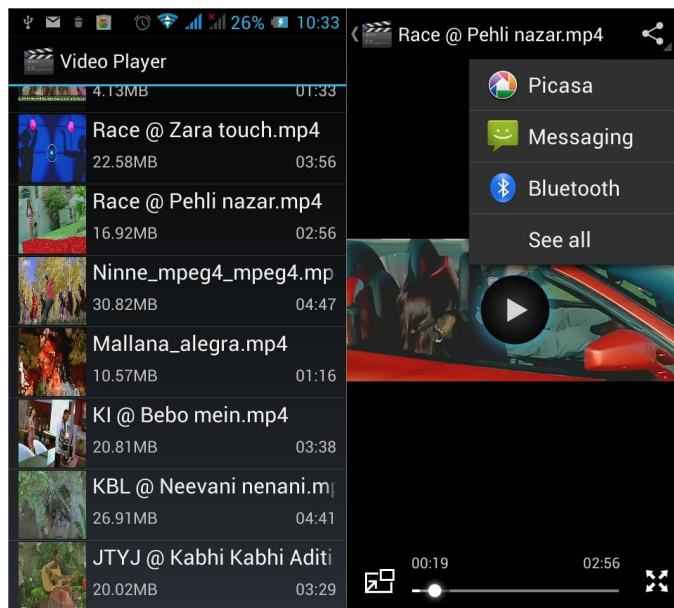 26% 10:33
Video Player
4.13MB 01:33
Race @ Zara touch.mp4
22.58MB 03:56
Race @ Pehli nazar.mp4
16.92MB 02:56
Ninne_mpeg4_mpeg4.mp
30.82MB 04:47
Mallana_alegra.mp4
10.57MB 01:16
KI @ Bebo mein.mp4
20.81MB 03:38
KBL @ Neevani nenani.m
26.91MB 04:41
JTYJ @ Kabhi Kabhi Aditi
20.02MB 03:29
Race @ Pehli nazar.mp4
Picasa
Messaging
Bluetooth
See all
00:19 02:56